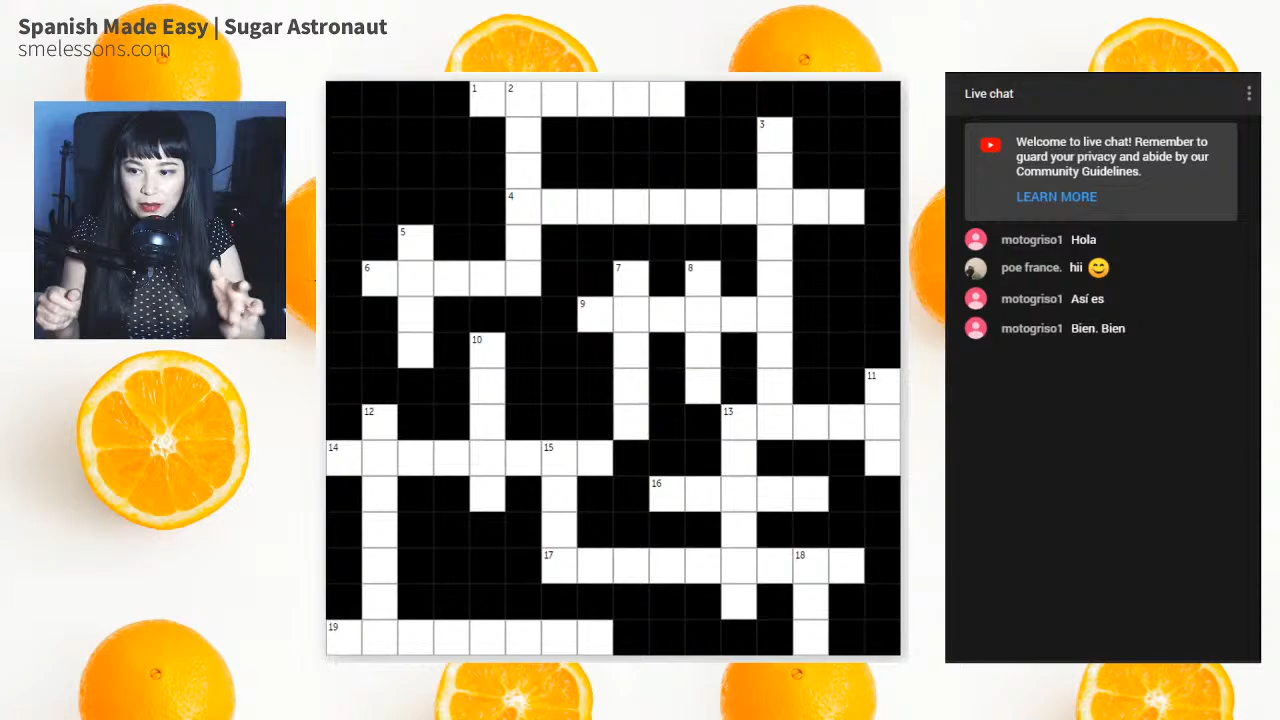 Spanish Made Easy | Sugar Astronaut
smelessons.com
1 2
3
4
5
6 7 8
9
10
11
12 13
14 15
16
17 18
19
Live chat
Welcome to live chat! Remember to
guard your privacy and abide by our
Community Guidelines.
LEARN MORE
motogriso1 Hola
poe france. hii 😊
motogriso1 Así es
motogriso1 Bien. Bien